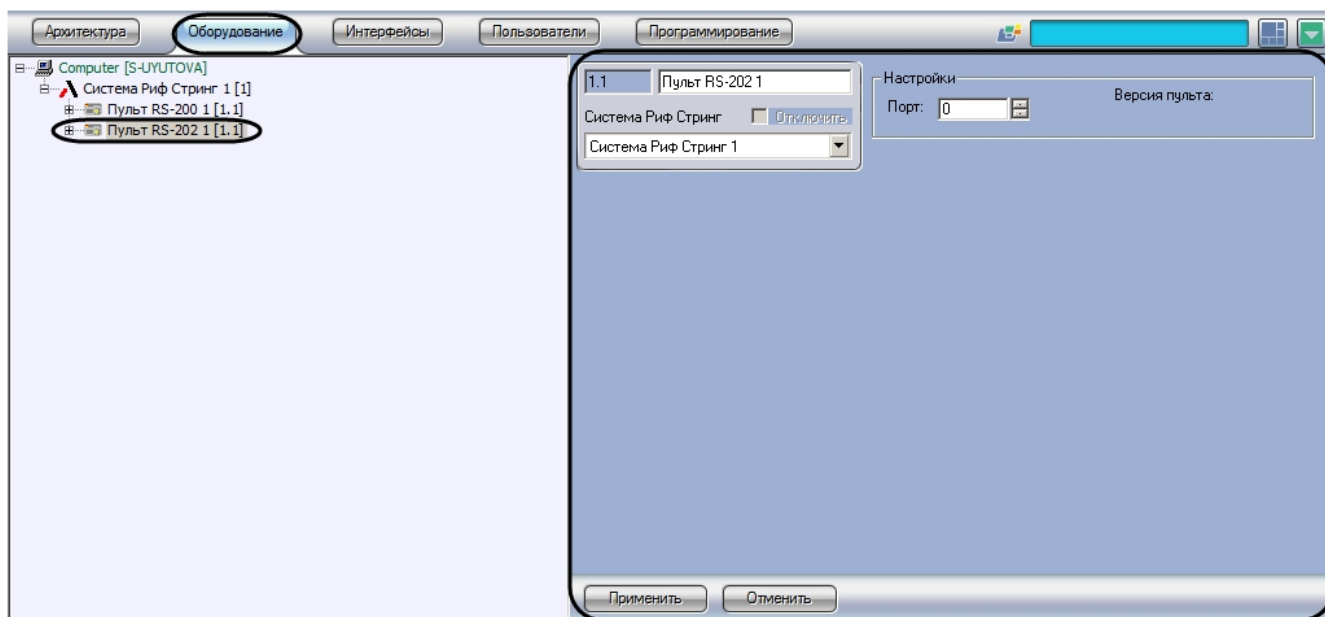 Архитектура Оборудование Интерфейсы Пользователи Программирование
Computer [S-UYUTOVA]
Система Риф Стринг 1 [1]
Пульт RS-200 1 [1.1]
Пульт RS-202 1 [1.1]
1.1 Пульт RS-202 1
Система Риф Стринг Отключить
Система Риф Стринг 1
Настройки
Порт: 0 Версия пульта:
Применить Отменить